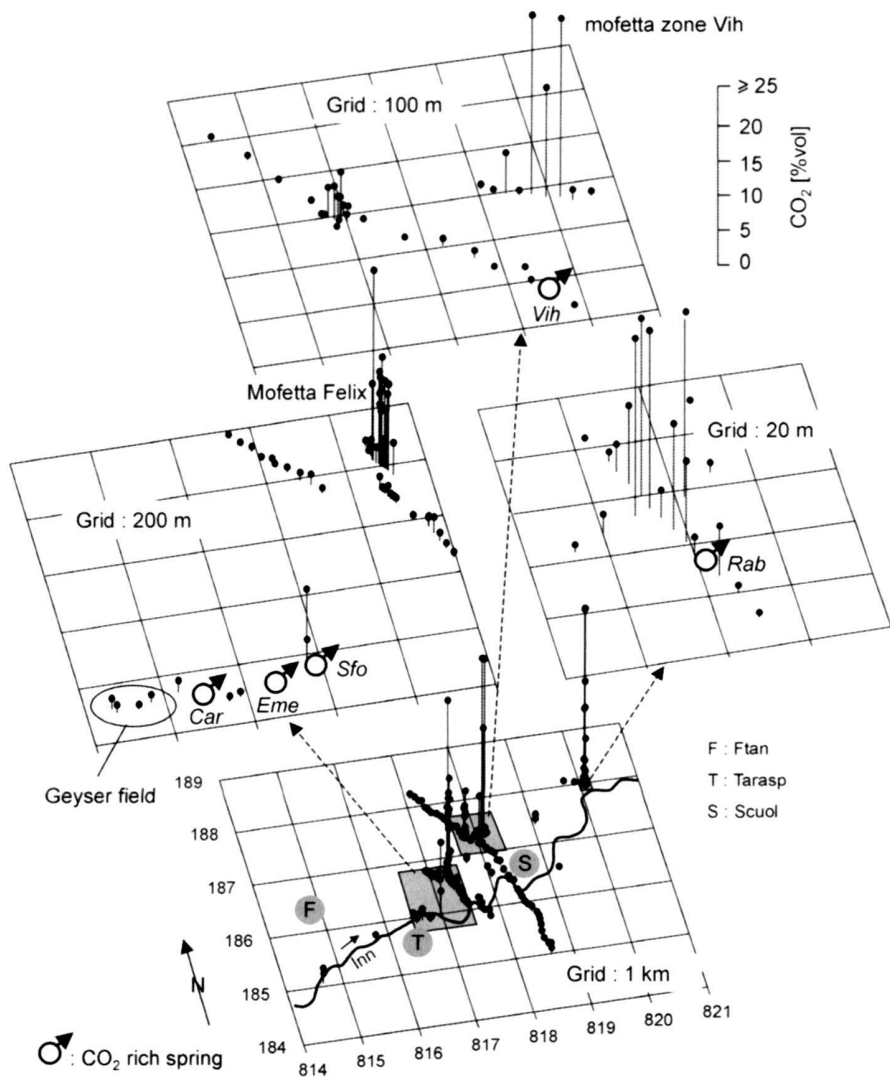 mofetta zone Vih
Grid : 100 m
≥ 25
20
15
10
5
0
CO₂ [%vol]
Vih
Mofetta Felix
Grid : 200 m
Grid : 20 m
Rab
Sfo
Eme
Car
Geyser field
F : Ftan
T : Tarasp
S : Scuol
189
188
187
186
185
184
F
T
S
Inn
Grid : 1 km
N
814
815
816
817
818
819
820
821
: CO₂ rich spring